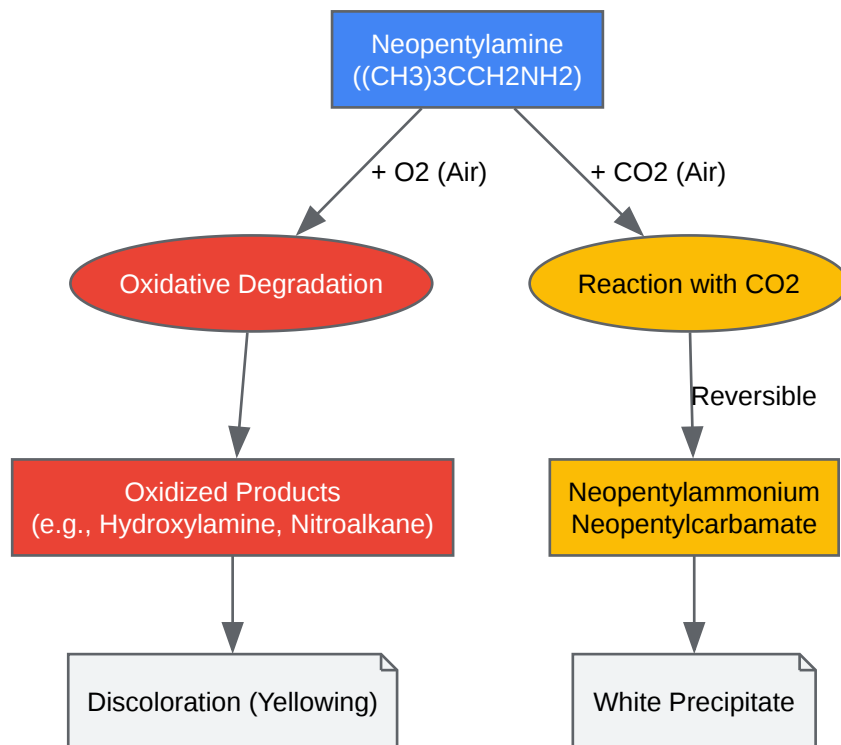 Neopentylamine
((CH3)3CCH2NH2)
+ O2 (Air)
+ CO2 (Air)
Oxidative Degradation
Reaction with CO2
Reversible
Oxidized Products
(e.g., Hydroxylamine, Nitroalkane)
Neopentylammonium
Neopentylcarbamate
Discoloration (Yellowing)
White Precipitate